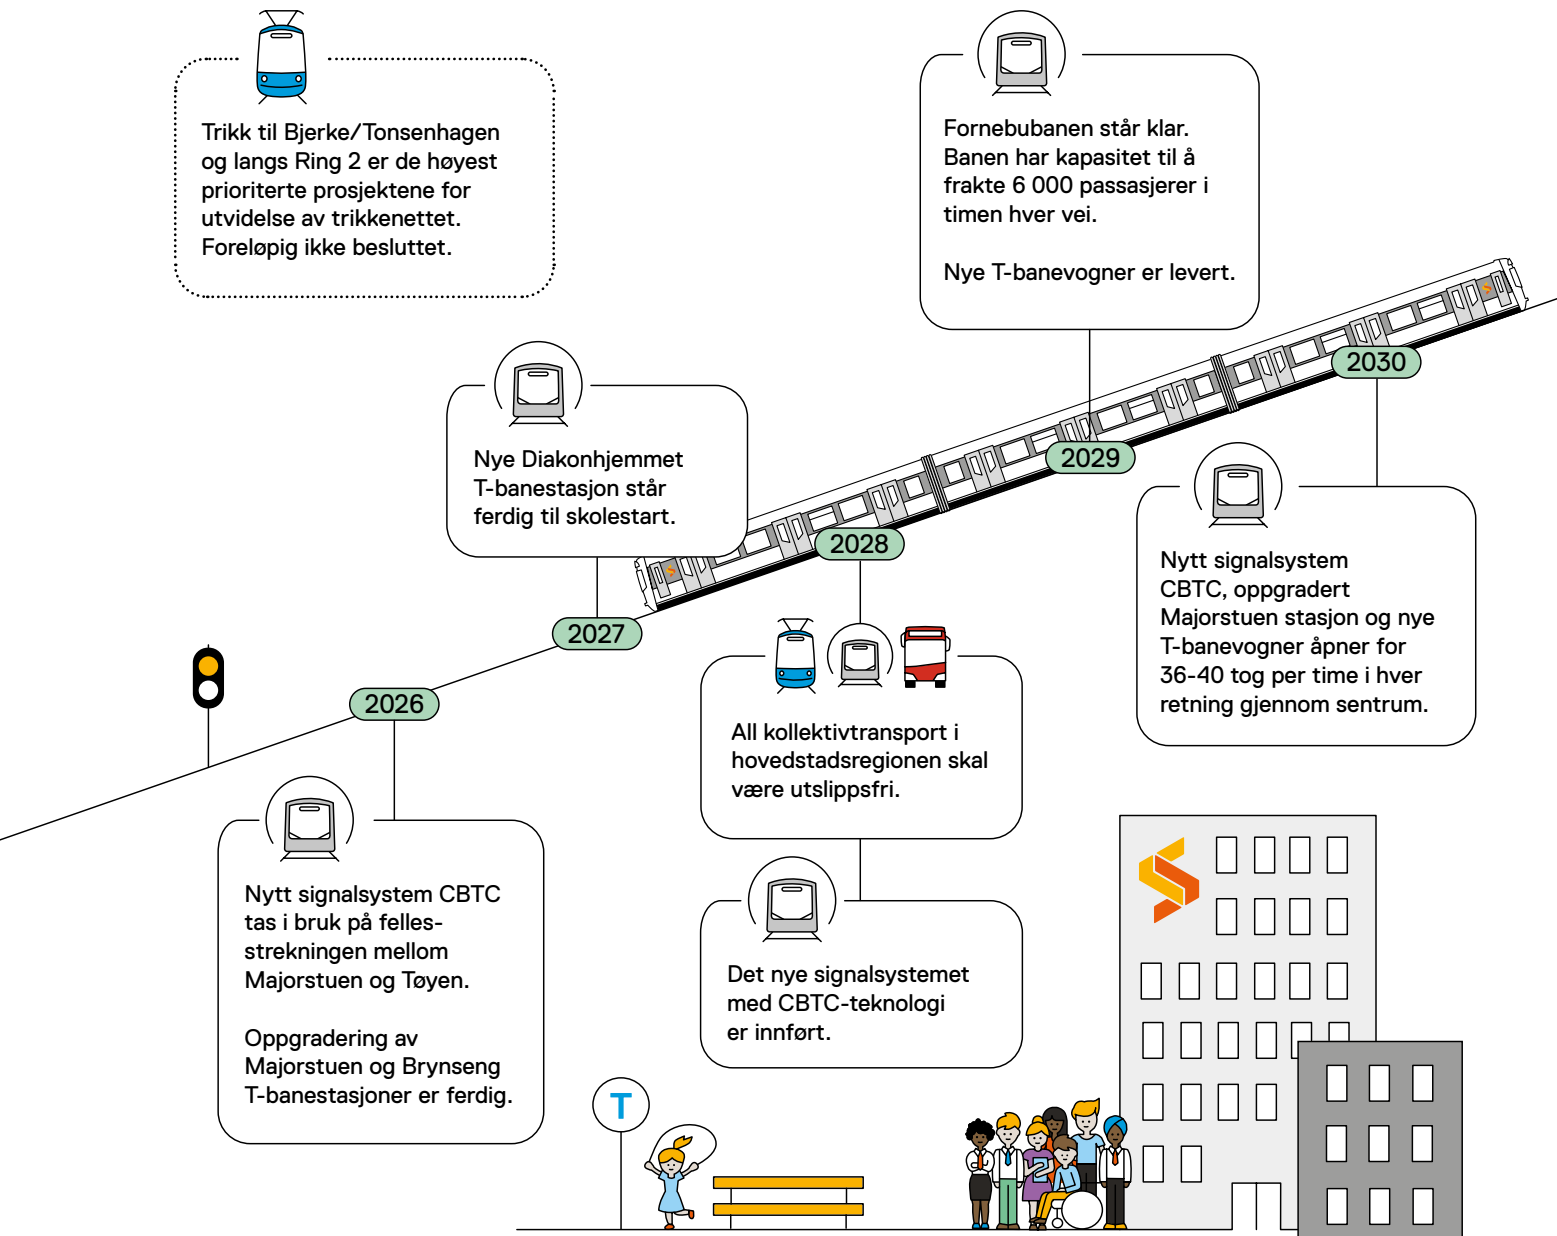 Trikk til Bjerke/Tonsenhagen
og langs Ring 2 er de høyest
prioriterte prosjektene for
utvidelse av trikkenettet.
Foreløpig ikke besluttet.
Fornebubanen står klar.
Banen har kapasitet til å
frakte 6 000 passasjerer i
timen hver vei.
Nye T-banevogner er levert.
2030
2029
Nye Diakonhjemmet
T-banestasjon står
ferdig til skolestart.
2028
2027
2026
Nytt signalsystem
CBTC, oppgradert
Majorstuen stasjon og nye
T-banevogner åpner for
36-40 tog per time i hver
retning gjennom sentrum.
All kollektivtransport i
hovedstadsregionen skal
være utslippsfri.
Nytt signalsystem CBTC
tas i bruk på felles-
strekningen mellom
Majorstuen og Tøyen.
Oppgradering av
Majorstuen og Brynseng
T-banestasjoner er ferdig.
Det nye signalsystemet
med CBTC-teknologi
er innført.
T